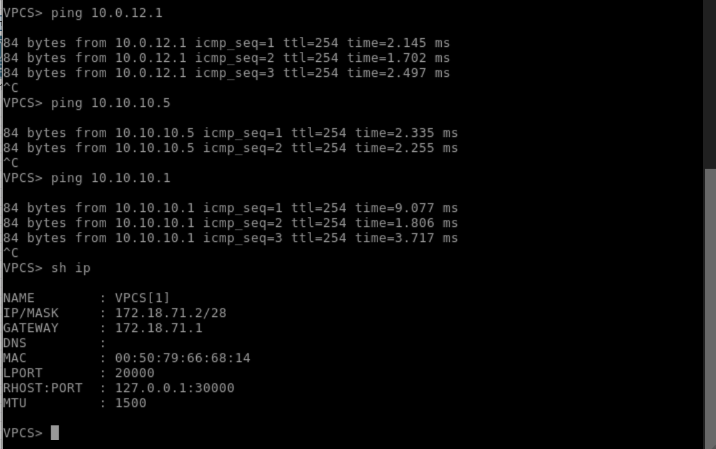 VPCS> ping 10.0.12.1
84 bytes from 10.0.12.1 icmp_seq=1 ttl=254 time=2.145 ms
84 bytes from 10.0.12.1 icmp_seq=2 ttl=254 time=1.702 ms
84 bytes from 10.0.12.1 icmp_seq=3 ttl=254 time=2.497 ms
^C
VPCS> ping 10.10.10.5
84 bytes from 10.10.10.5 icmp_seq=1 ttl=254 time=2.335 ms
84 bytes from 10.10.10.5 icmp_seq=2 ttl=254 time=2.255 ms
^C
VPCS> ping 10.10.10.1
84 bytes from 10.10.10.1 icmp_seq=1 ttl=254 time=9.077 ms
84 bytes from 10.10.10.1 icmp_seq=2 ttl=254 time=1.806 ms
84 bytes from 10.10.10.1 icmp_seq=3 ttl=254 time=3.717 ms
^C
VPCS> sh ip
NAME        : VPCS[1]
IP/MASK     : 172.18.71.2/28
GATEWAY     : 172.18.71.1
DNS         :
MAC         : 00:50:79:66:68:14
LPORT       : 20000
RHOST:PORT  : 127.0.0.1:30000
MTU         : 1500
VPCS>